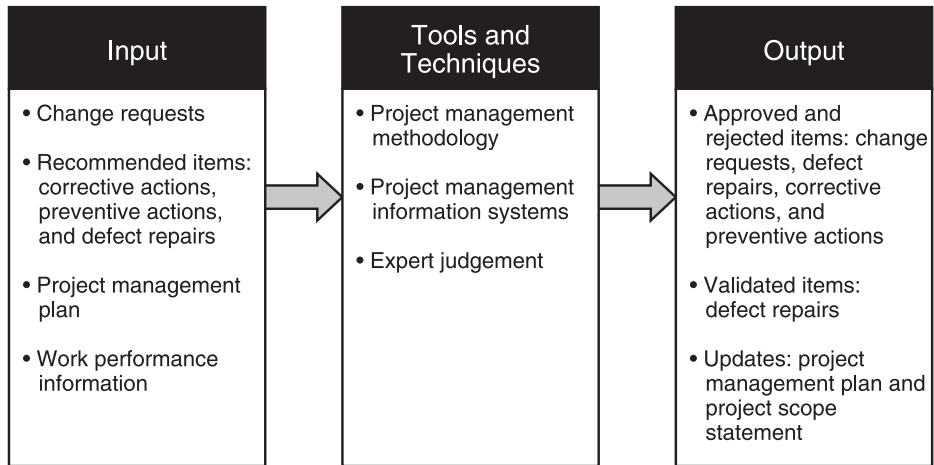 Input
• Change requests
• Recommended items:
corrective actions,
preventive actions,
and defect repairs
• Project management
plan
• Work performance
information
Tools and
Techniques
• Project management
methodology
• Project management
information systems
• Expert judgement
Output
• Approved and
rejected items: change
requests, defect
repairs, corrective
actions, and
preventive actions
• Validated items:
defect repairs
• Updates: project
management plan and
project scope
statement